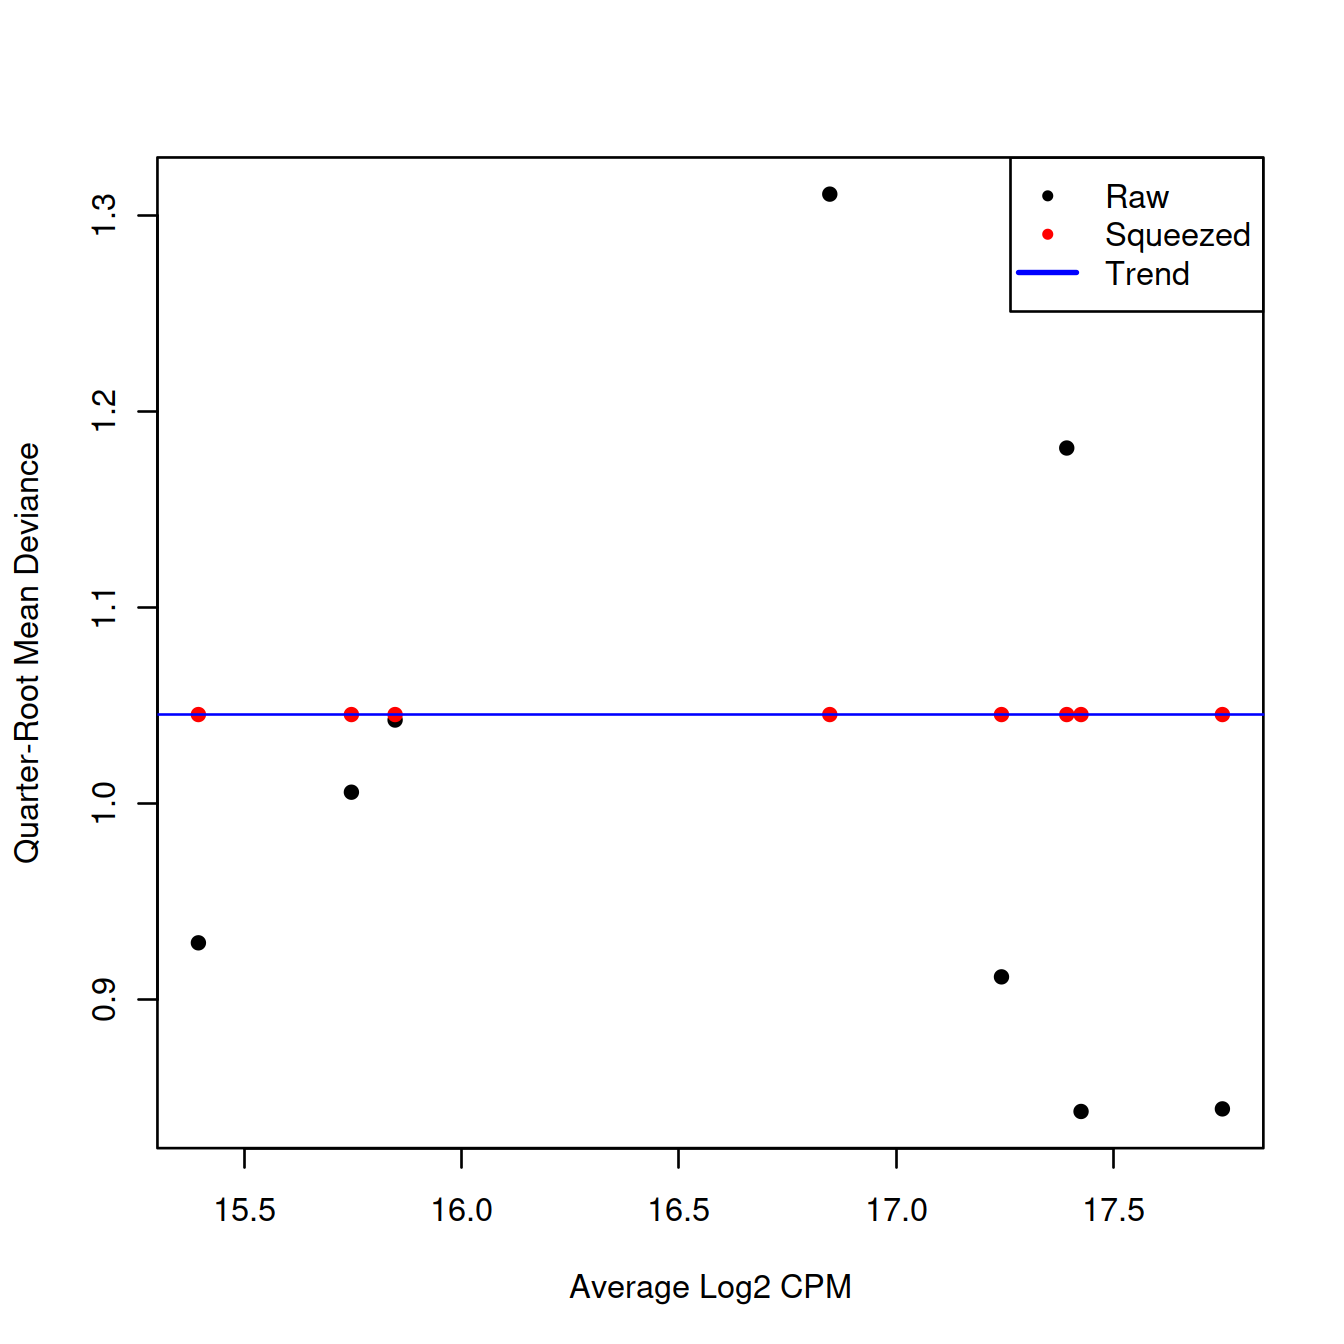 Raw
Squeezed
Trend
Quarter-Root Mean Deviance
1.3
1.2
1.1
1.0
0.9
15.5 16.0 16.5 17.0 17.5
Average Log2 CPM